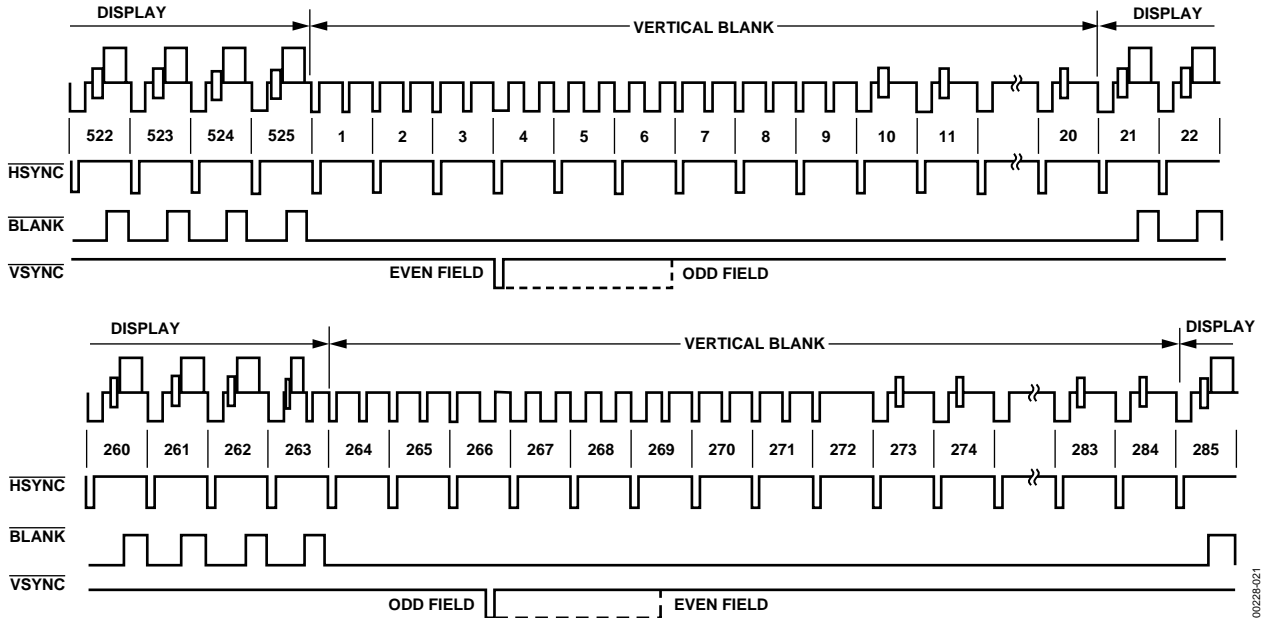 DISPLAY VERTICAL BLANK DISPLAY
522 523 524 525 1 2 3 4 5 6 7 8 9 10 11 20 21 22
HSYNC
BLANK
VSYNC EVEN FIELD ODD FIELD
DISPLAY VERTICAL BLANK DISPLAY
260 261 262 263 264 265 266 267 268 269 270 271 272 273 274 283 284 285
HSYNC
BLANK
VSYNC ODD FIELD EVEN FIELD
00228-021